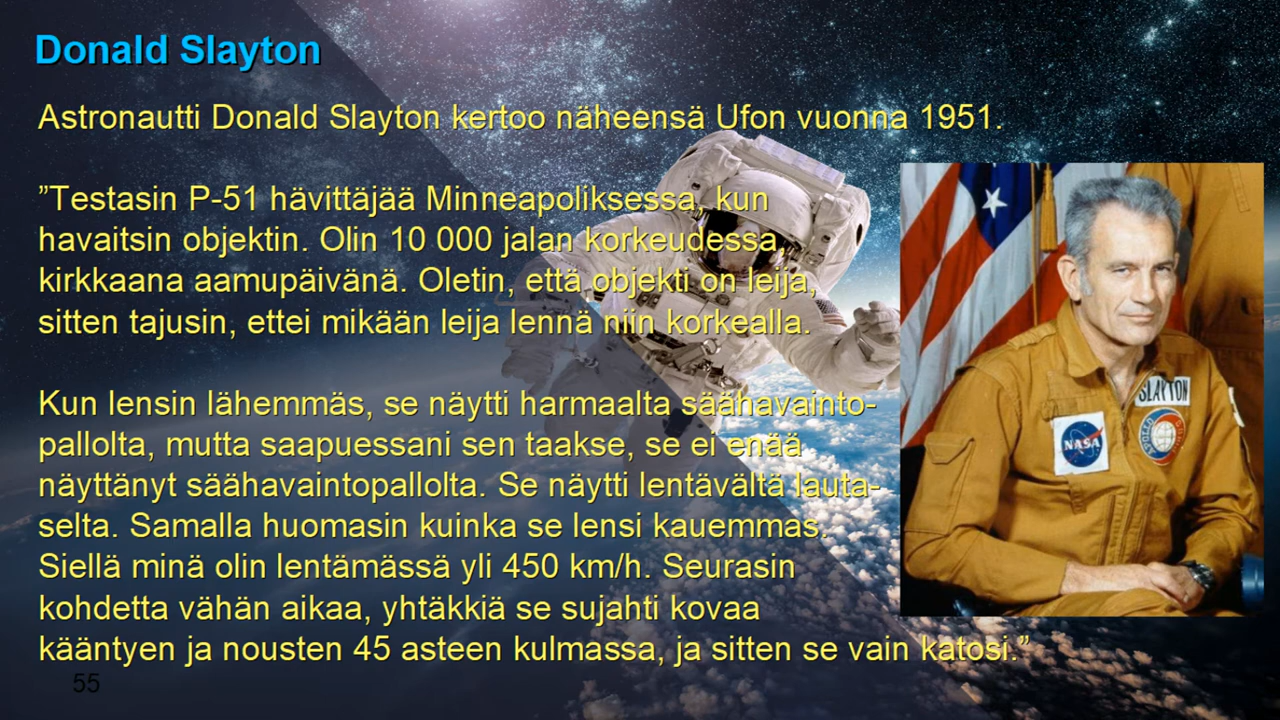 Donald Slayton
Astronautti Donald Slayton kertoo näheensä Ufon vuonna 1951.
”Testasin P-51 hävittäjää Minneapoliksessa, kun
havaitsin objektin. Olin 10 000 jalan korkeudessa,
kirkkaana aamupäivänä. Oletin, että objekti on leija,
sitten tajusin, ettei mikään leija lennä niin korkealla.
Kun lensin lähemmäs, se näytti harmaalta säähavainto-
pallolta, mutta saapuessani sen taakse, se ei enää
näyttänyt säähavaintopallolta. Se näytti lentävältä lauta-
selta. Samalla huomasin kuinka se lensi kauemmas.
Siellä minä olin lentämässä yli 450 km/h. Seurasin
kohdetta vähän aikaa, yhtäkkiä se sujahti kovaa
kääntyen ja nousten 45 asteen kulmassa, ja sitten se vain katosi.”
55
SLAYTON
NASA
APOLLO